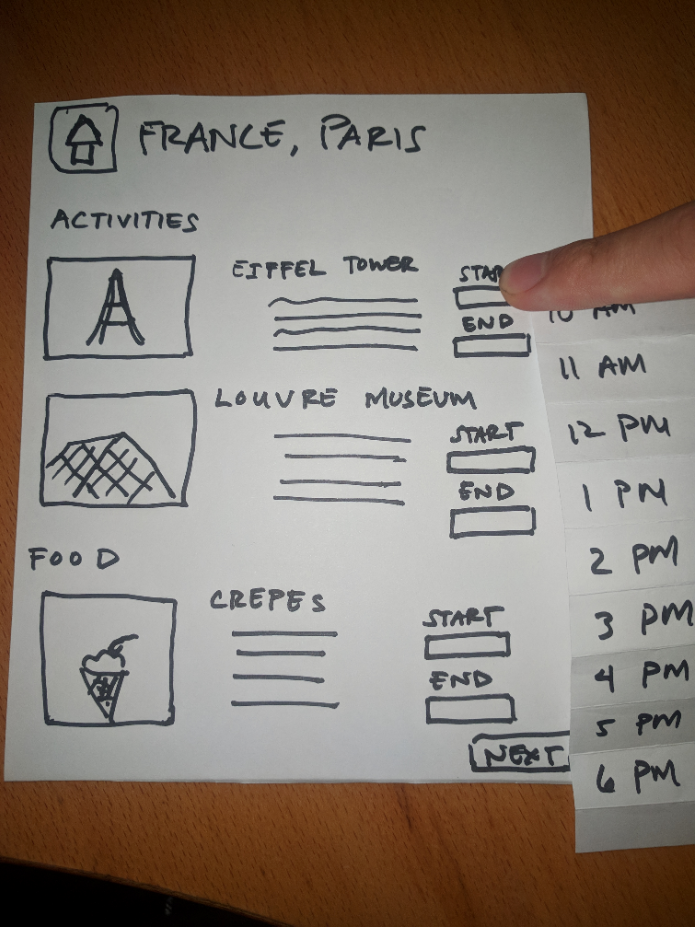 FRANCE, PARIS
ACTIVITIES
EIFFEL TOWER
START
END
LOUVRE MUSEUM
START
END
FOOD
CREPES
START
END
NEXT
10 AM
11 AM
12 PM
1 PM
2 PM
3 PM
4 PM
5 PM
6 PM